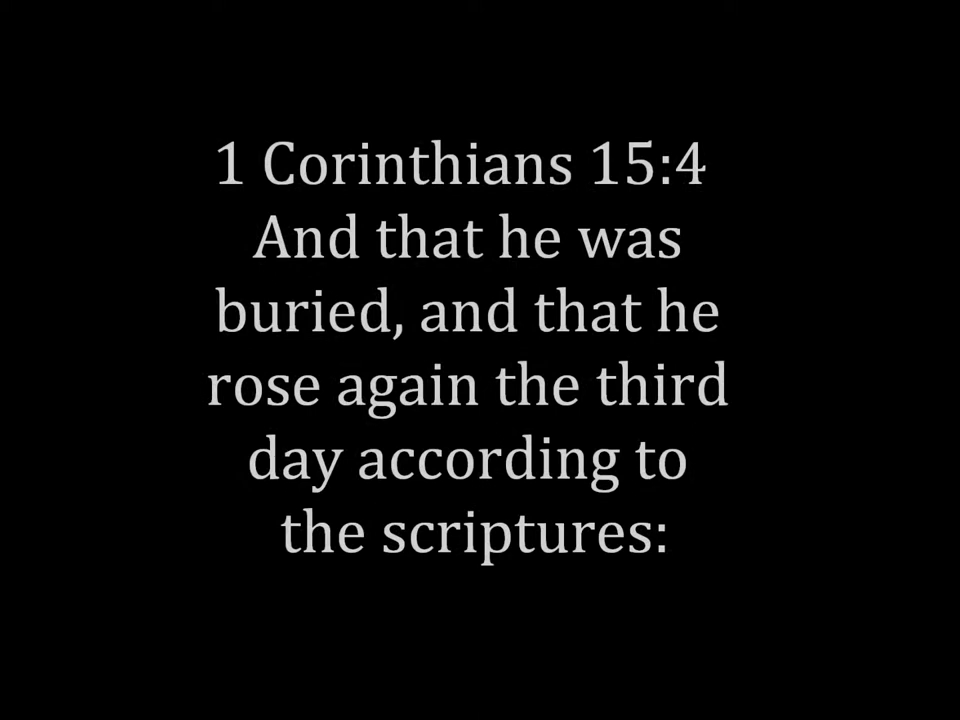 1 Corinthians 15:4
And that he was
buried, and that he
rose again the third
day according to
the scriptures: